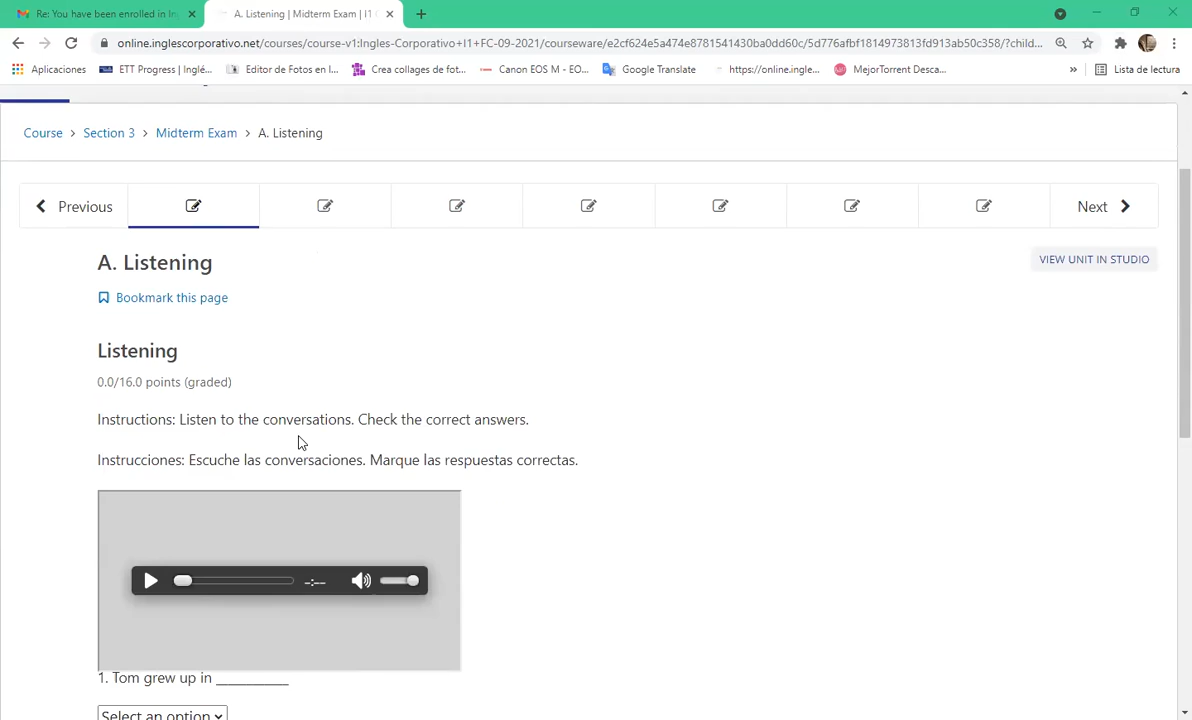 Re: You have been enrolled in In
A. Listening | Midterm Exam | I1
online.inglescorporativo.net/courses/course-v1:Ingles-Corporativo+I1+FC-09-2021/courseware/e2cf624e5a474e8781541430ba0dd60c/5d776afbf1814973813fd913ab50c358/?child...
Aplicaciones
ETT Progress | Inglé...
Editor de Fotos en l...
Crea collages de fot...
Canon EOS M - EO...
Google Translate
https://online.ingle...
MejorTorrent Desca...
»
Lista de lectura
Course > Section 3 > Midterm Exam > A. Listening
Previous
Next
A. Listening
VIEW UNIT IN STUDIO
Bookmark this page
Listening
0.0/16.0 points (graded)
Instructions: Listen to the conversations. Check the correct answers.
Instrucciones: Escuche las conversaciones. Marque las respuestas correctas.
--:--
1. Tom grew up in ___________
Select an option